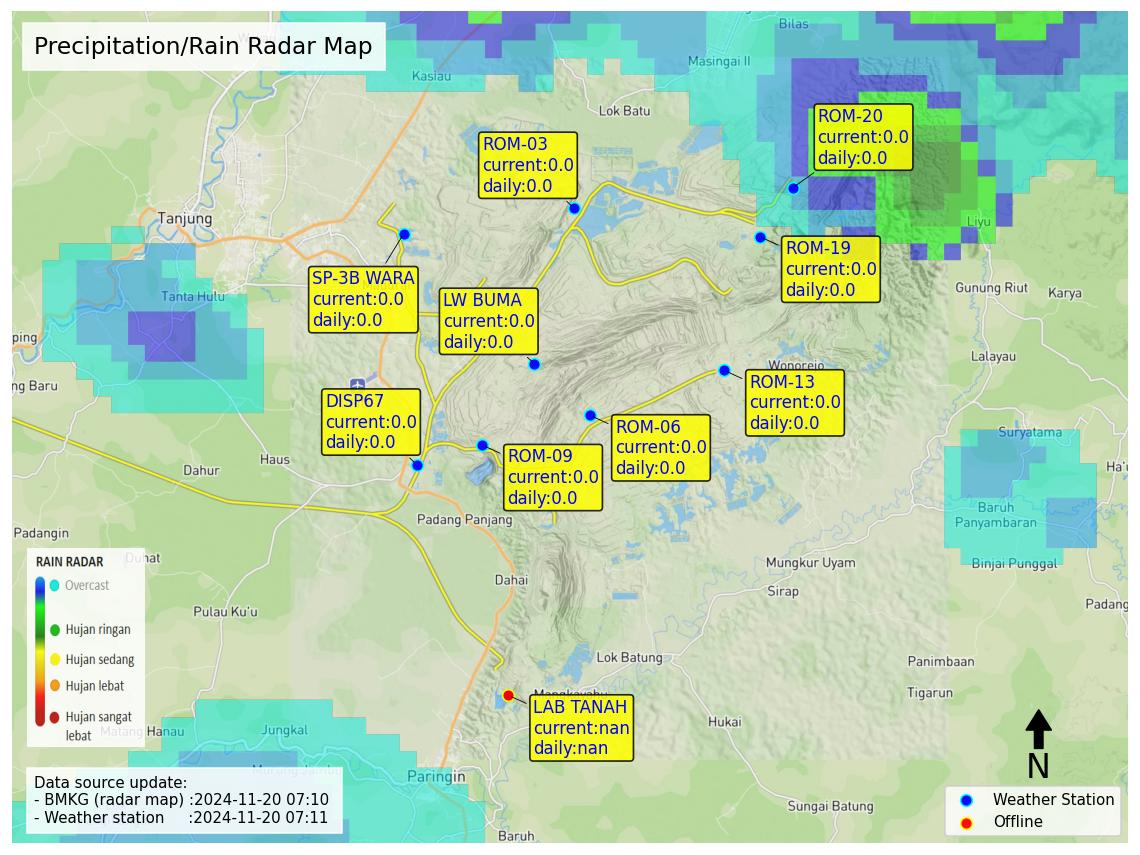 Precipitation/Rain Radar Map
Bilas
Masingai II
Kasiau
Lok Batu
ROM-20
current:0.0
daily:0.0
ROM-03
current:0.0
daily:0.0
Tanjung
Liyu
ROM-19
current:0.0
daily:0.0
SP-3B WARA
current:0.0
daily:0.0
LW BUMA
current:0.0
daily:0.0
Tanta Hulu
Gunung Riut
Karya
ping
Lalayau
Wonorejo
ng Baru
ROM-13
current:0.0
daily:0.0
DISP67
current:0.0
daily:0.0
ROM-06
current:0.0
daily:0.0
Suryatama
ROM-09
current:0.0
daily:0.0
Haus
Dahur
Ha'u
Baruh
Panyambaran
Padang Panjang
Padangin
Duhat
Binjai Punggal
Mungkur Uyam
Dahai
Sirap
Padang
Pulau Ku'u
RAIN RADAR
Overcast
Hujan ringan
Hujan sedang
Hujan lebat
Hujan sangat
lebat
Lok Batung
Panimbaan
Tigarun
Mangkayahu
LAB TANAH
current:nan
daily:nan
Hukai
Matang Hanau
Jungkal
Paringin
N
Data source update:
- BMKG (radar map) :2024-11-20 07:10
- Weather station :2024-11-20 07:11
Weather Station
Offline
Sungai Batung
Baruh